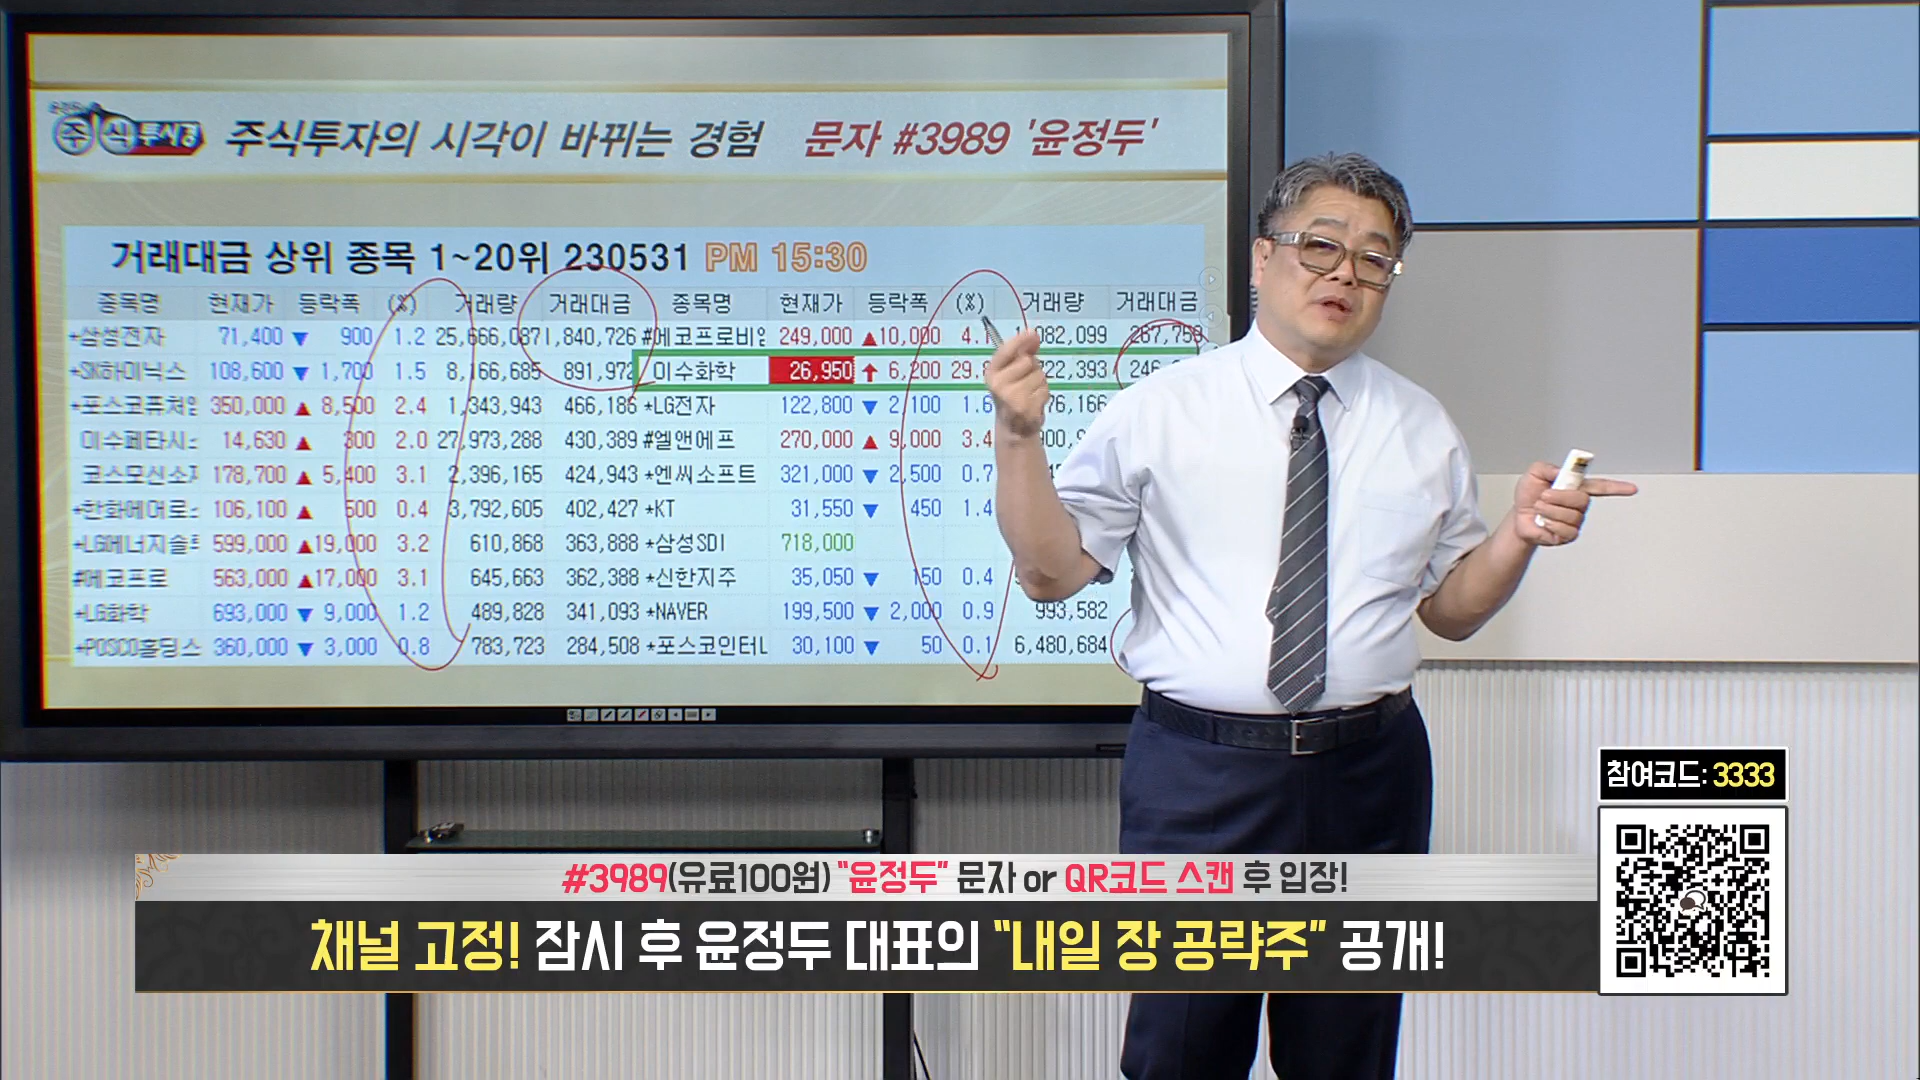 주식투자의 시각이 바뀌는 경험 문자 #3989 '윤정두'
거래대금 상위 종목 1~20위 230531 PM 15:30
종목명 현재가 등락폭 (%) 거래량 거래대금 종목명 현재가 등락폭 (%) 거래량 거래대금
+삼성전자 71,400 ▼ 900 1.2 25,666,087 1,840,726 #에코프로비 249,000 ▲10,000 4.1 1,082,099 267,759
+SK하이닉스 108,600 ▼ 1,700 1.5 8,166,685 891,972 이수화학 26,950 ↑ 6,200 29.8 722,393 246
+포스코퓨처 350,000 ▲ 8,500 2.4 1,343,943 466,186 *LG전자 122,800 ▼ 2,100 1.6 76,166
이수페타시스 14,630 ▲ 300 2.0 27,973,288 430,389 #엘앤에프 270,000 ▲ 9,000 3.4
코스모신소재 178,700 ▲ 5,400 3.1 2,396,165 424,943 *엔씨소프트 321,000 ▼ 2,500 0.7
+한화에어로 106,100 ▲ 500 0.4 3,792,605 402,427 *KT 31,550 ▼ 450 1.4
+LG에너지솔루 599,000 ▲19,000 3.2 610,868 363,888 *삼성SDI 718,000
#에코프로 563,000 ▲17,000 3.1 645,663 362,388 *신한지주 35,050 ▼ 150 0.4
+LG화학 693,000 ▼ 9,000 1.2 489,828 341,093 *NAVER 199,500 ▼ 2,000 0.9 993,582
+POSCO홀딩스 360,000 ▼ 3,000 0.8 783,723 284,508 *포스코인터 30,100 ▼ 50 0.1 6,480,684
참여코드: 3333
#3989(유료100원) "윤정두" 문자 or QR코드 스캔 후 입장!
채널 고정! 잠시 후 윤정두 대표의 "내일 장 공략주" 공개!